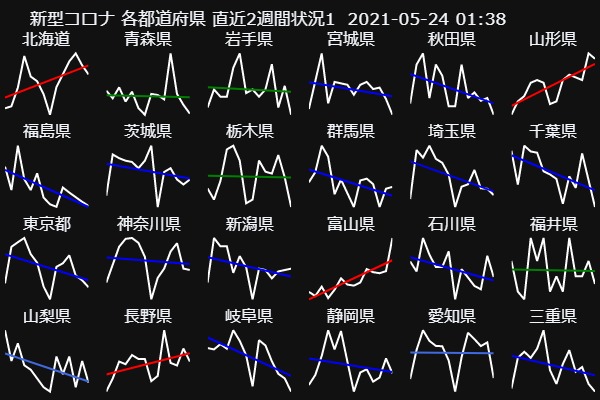 新型コロナ 各都道府県 直近2週間状況1 2021-05-24 01:38
北海道 青森県 岩手県 宮城県 秋田県 山形県
福島県 茨城県 栃木県 群馬県 埼玉県 千葉県
東京都 神奈川県 新潟県 富山県 石川県 福井県
山梨県 長野県 岐阜県 静岡県 愛知県 三重県